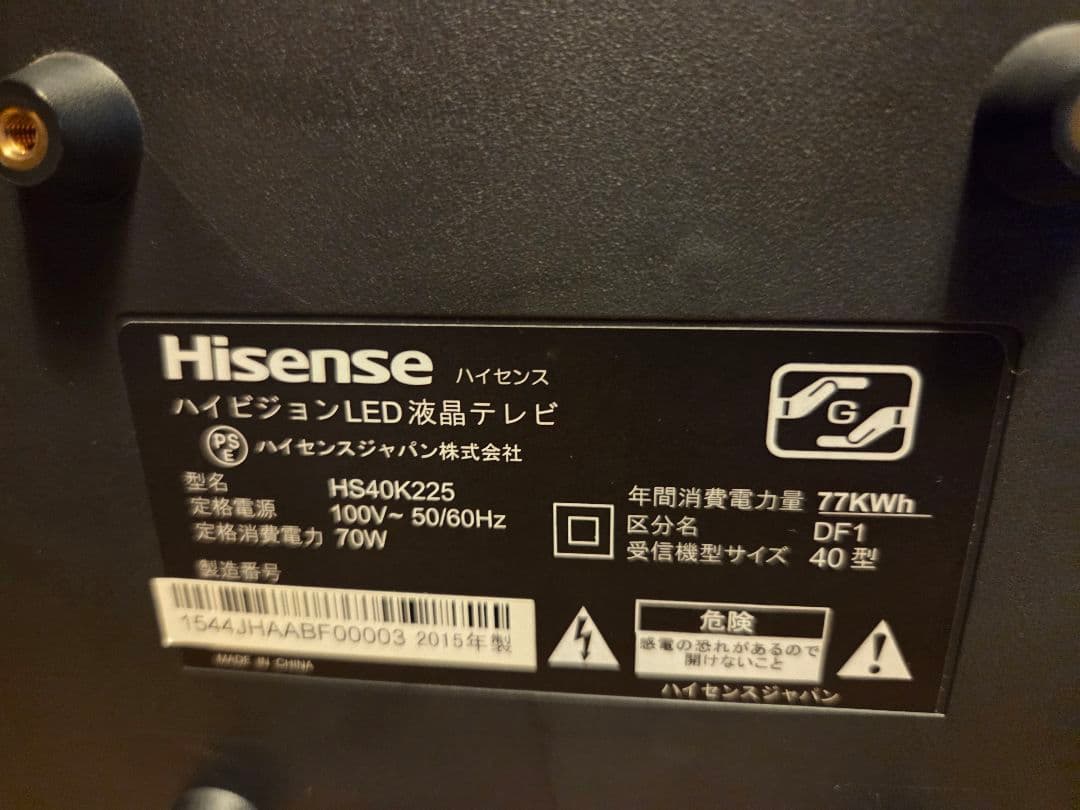 Hisense ハイセンス
ハイビジョンLED液晶テレビ
PS
E ハイセンスジャパン株式会社
G
型名 HS40K225
定格電源 100V~ 50/60Hz
定格消費電力 70W
年間消費電力量 77KWh
区分名 DF1
受信機型サイズ 40型
製造番号
1544JHAABF00003 2015年製
MADE IN CHINA
危険
感電の恐れがあるので
開けないこと
ハイセンスジャパン